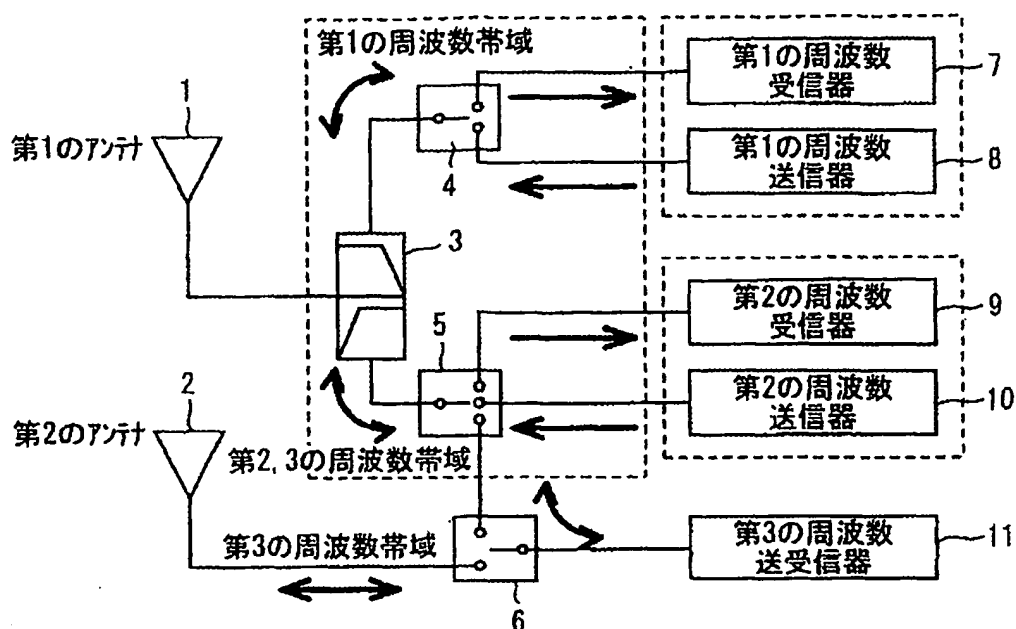 第1の周波数帯域
第1の周波数
受信器
7
1
第1のアンテナ
4
第1の周波数
送信器
8
3
第2の周波数
受信器
9
5
2
第2のアンテナ
第2の周波数
送信器
10
第2,3の周波数帯域
第3の周波数帯域
第3の周波数
送受信器
11
6